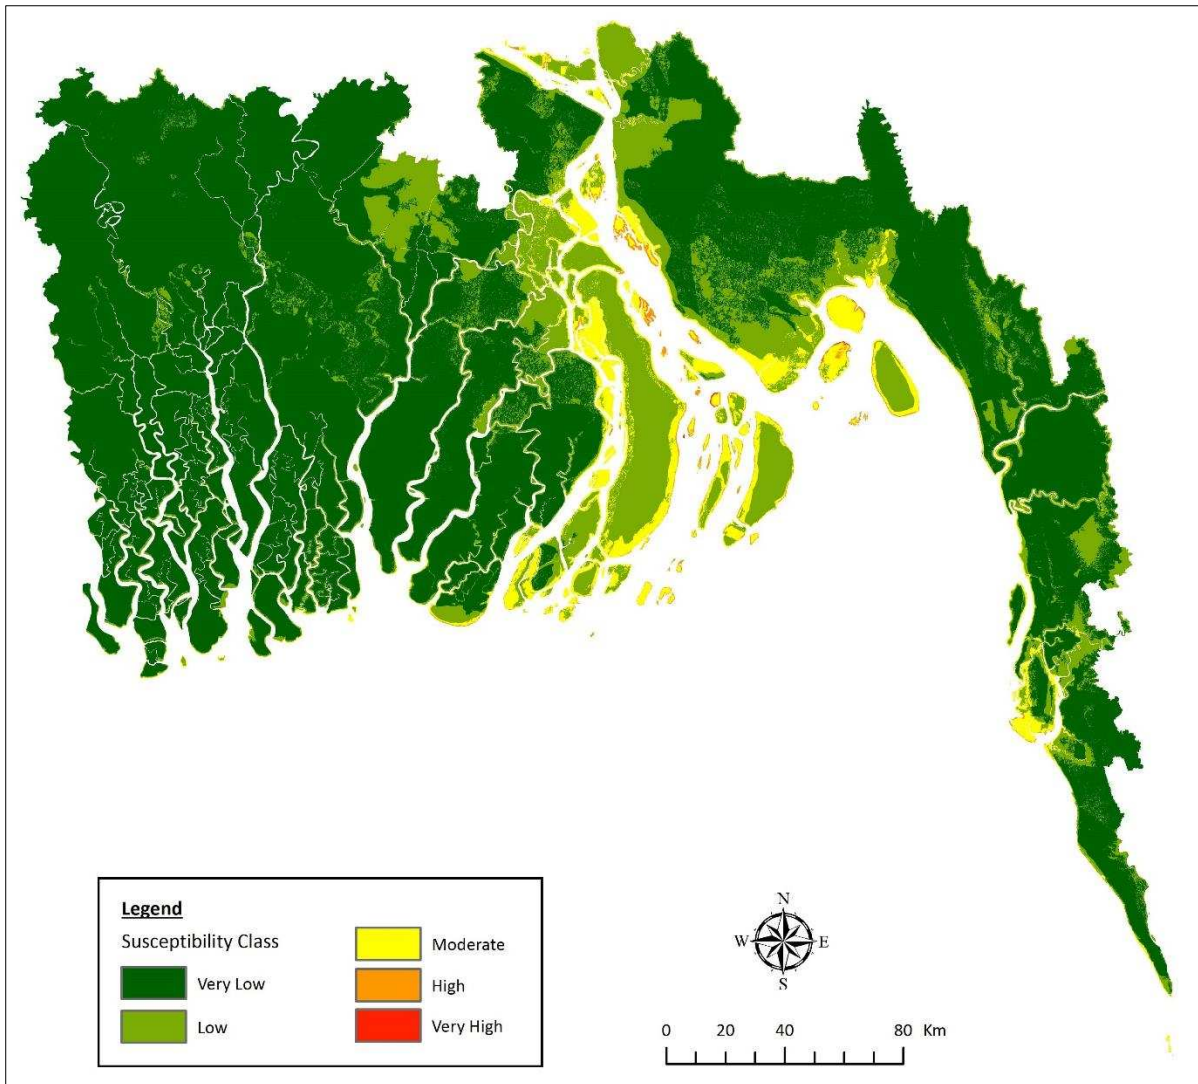 Legend
Susceptibility Class
Very Low
Low
Moderate
High
Very High
N
W E
S
0 20 40 80 Km